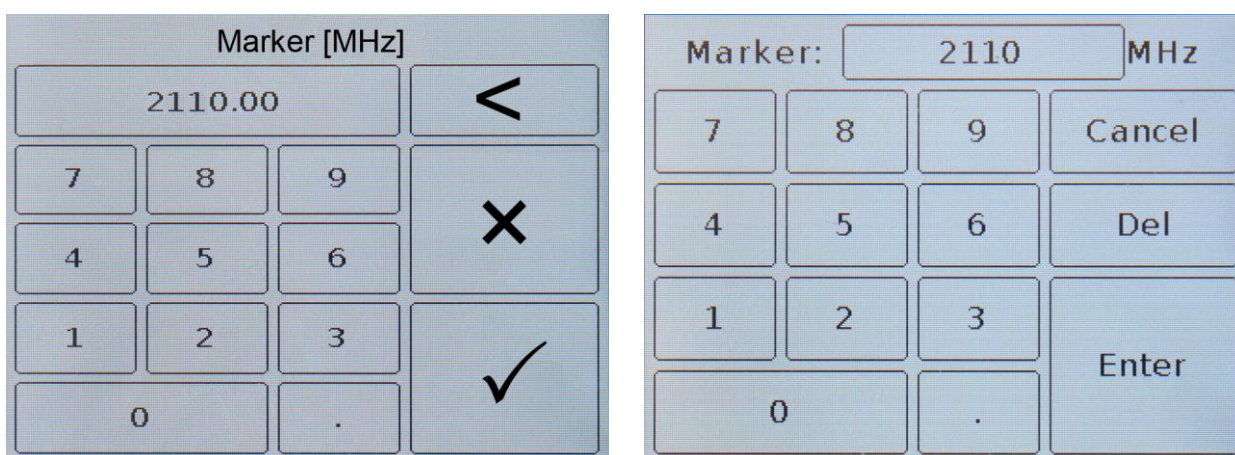 Marker [MHz]
2110.00 <
7 8 9 ×
4 5 6
1 2 3 ✓
0 .
Marker: 2110 MHz
7 8 9 Cancel
4 5 6 Del
1 2 3 Enter
0 .